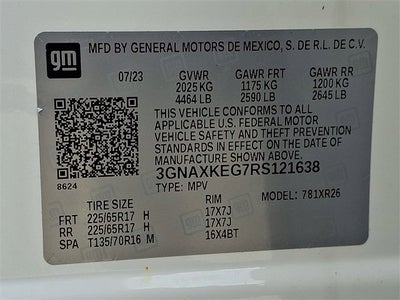 gm
MFD BY GENERAL MOTORS DE MEXICO, S. DE R.L. DE C.V.
07/23 GVWR GAWR FRT GAWR RR
2025 KG 1175 KG 1200 KG
4464 LB 2590 LB 2645 LB
THIS VEHICLE CONFORMS TO ALL
APPLICABLE U.S. FEDERAL MOTOR
VEHICLE SAFETY AND THEFT PREVENTION
STANDARDS IN EFFECT ON THE DATE
OF MANUFACTURE SHOWN ABOVE.
8624 3GNAXKEG7RS121638
TYPE: MPV MODEL: 781XR26
TIRE SIZE RIM
FRT 225/65R17 H 17X7J
RR 225/65R17 H 17X7J
SPA T135/70R16 M 16X4BT